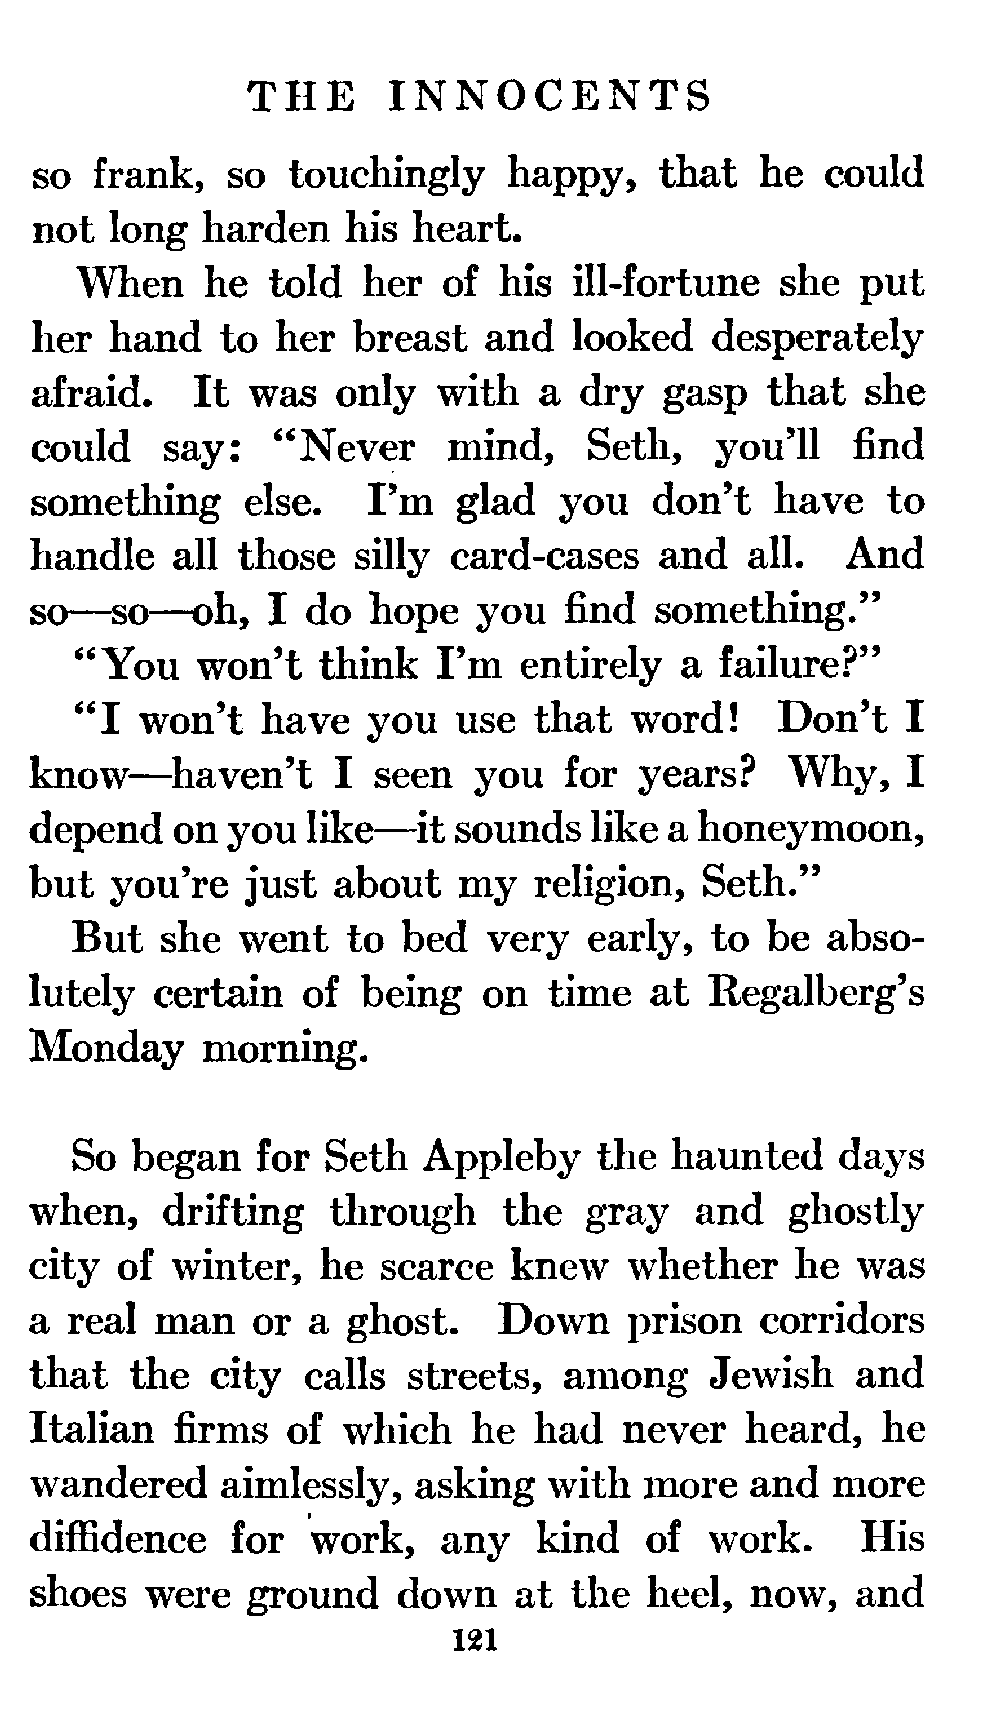 THE INNOCENTS
so frank, so touchingly happy, that he could
not long harden his heart.
When he told her of his ill-fortune she put
her hand to her breast and looked desperately
afraid. It was only with a dry gasp that she
could say: "Never mind, Seth, you'll find
something else. I'm glad you don't have to
handle all those silly card-cases and all. And
so—so—oh, I do hope you find something."
"You won't think I'm entirely a failure?"
"I won't have you use that word! Don't I
know—haven't I seen you for years? Why, I
depend on you like—it sounds like a honeymoon,
but you're just about my religion, Seth."
But she went to bed very early, to be abso-
lutely certain of being on time at Regalberg's
Monday morning.
So began for Seth Appleby the haunted days
when, drifting through the gray and ghostly
city of winter, he scarce knew whether he was
a real man or a ghost. Down prison corridors
that the city calls streets, among Jewish and
Italian firms of which he had never heard, he
wandered aimlessly, asking with more and more
diffidence for work, any kind of work. His
shoes were ground down at the heel, now, and
121